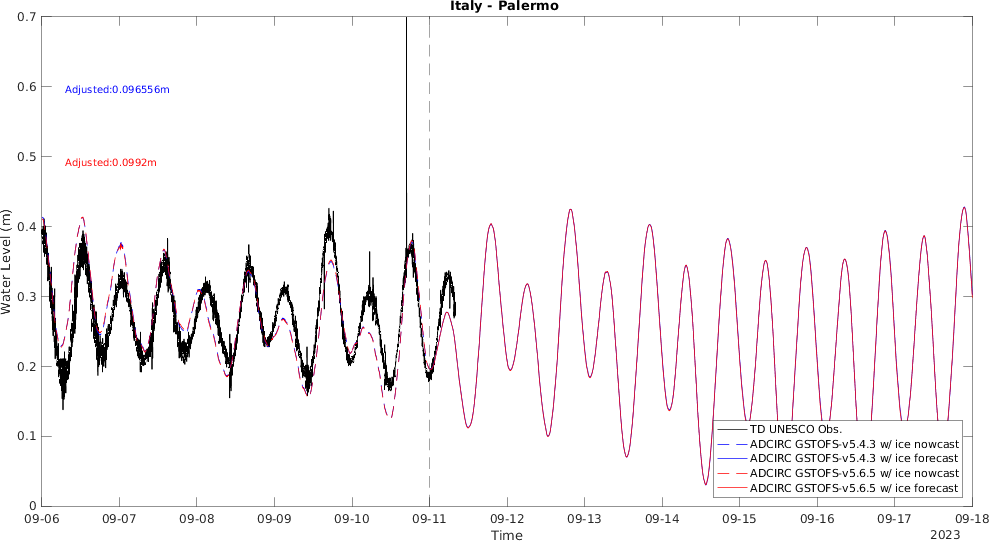 Italy - Palermo
Water Level (m)
0.7
0.6
0.5
0.4
0.3
0.2
0.1
0
Adjusted:0.096556m
Adjusted:0.0992m
TD UNESCO Obs.
ADCIRC GSTOFS-v5.4.3 w/ ice nowcast
ADCIRC GSTOFS-v5.4.3 w/ ice forecast
ADCIRC GSTOFS-v5.6.5 w/ ice nowcast
ADCIRC GSTOFS-v5.6.5 w/ ice forecast
09-06 09-07 09-08 09-09 09-10 09-11 09-12 09-13 09-14 09-15 09-16 09-17 09-18
Time
2023